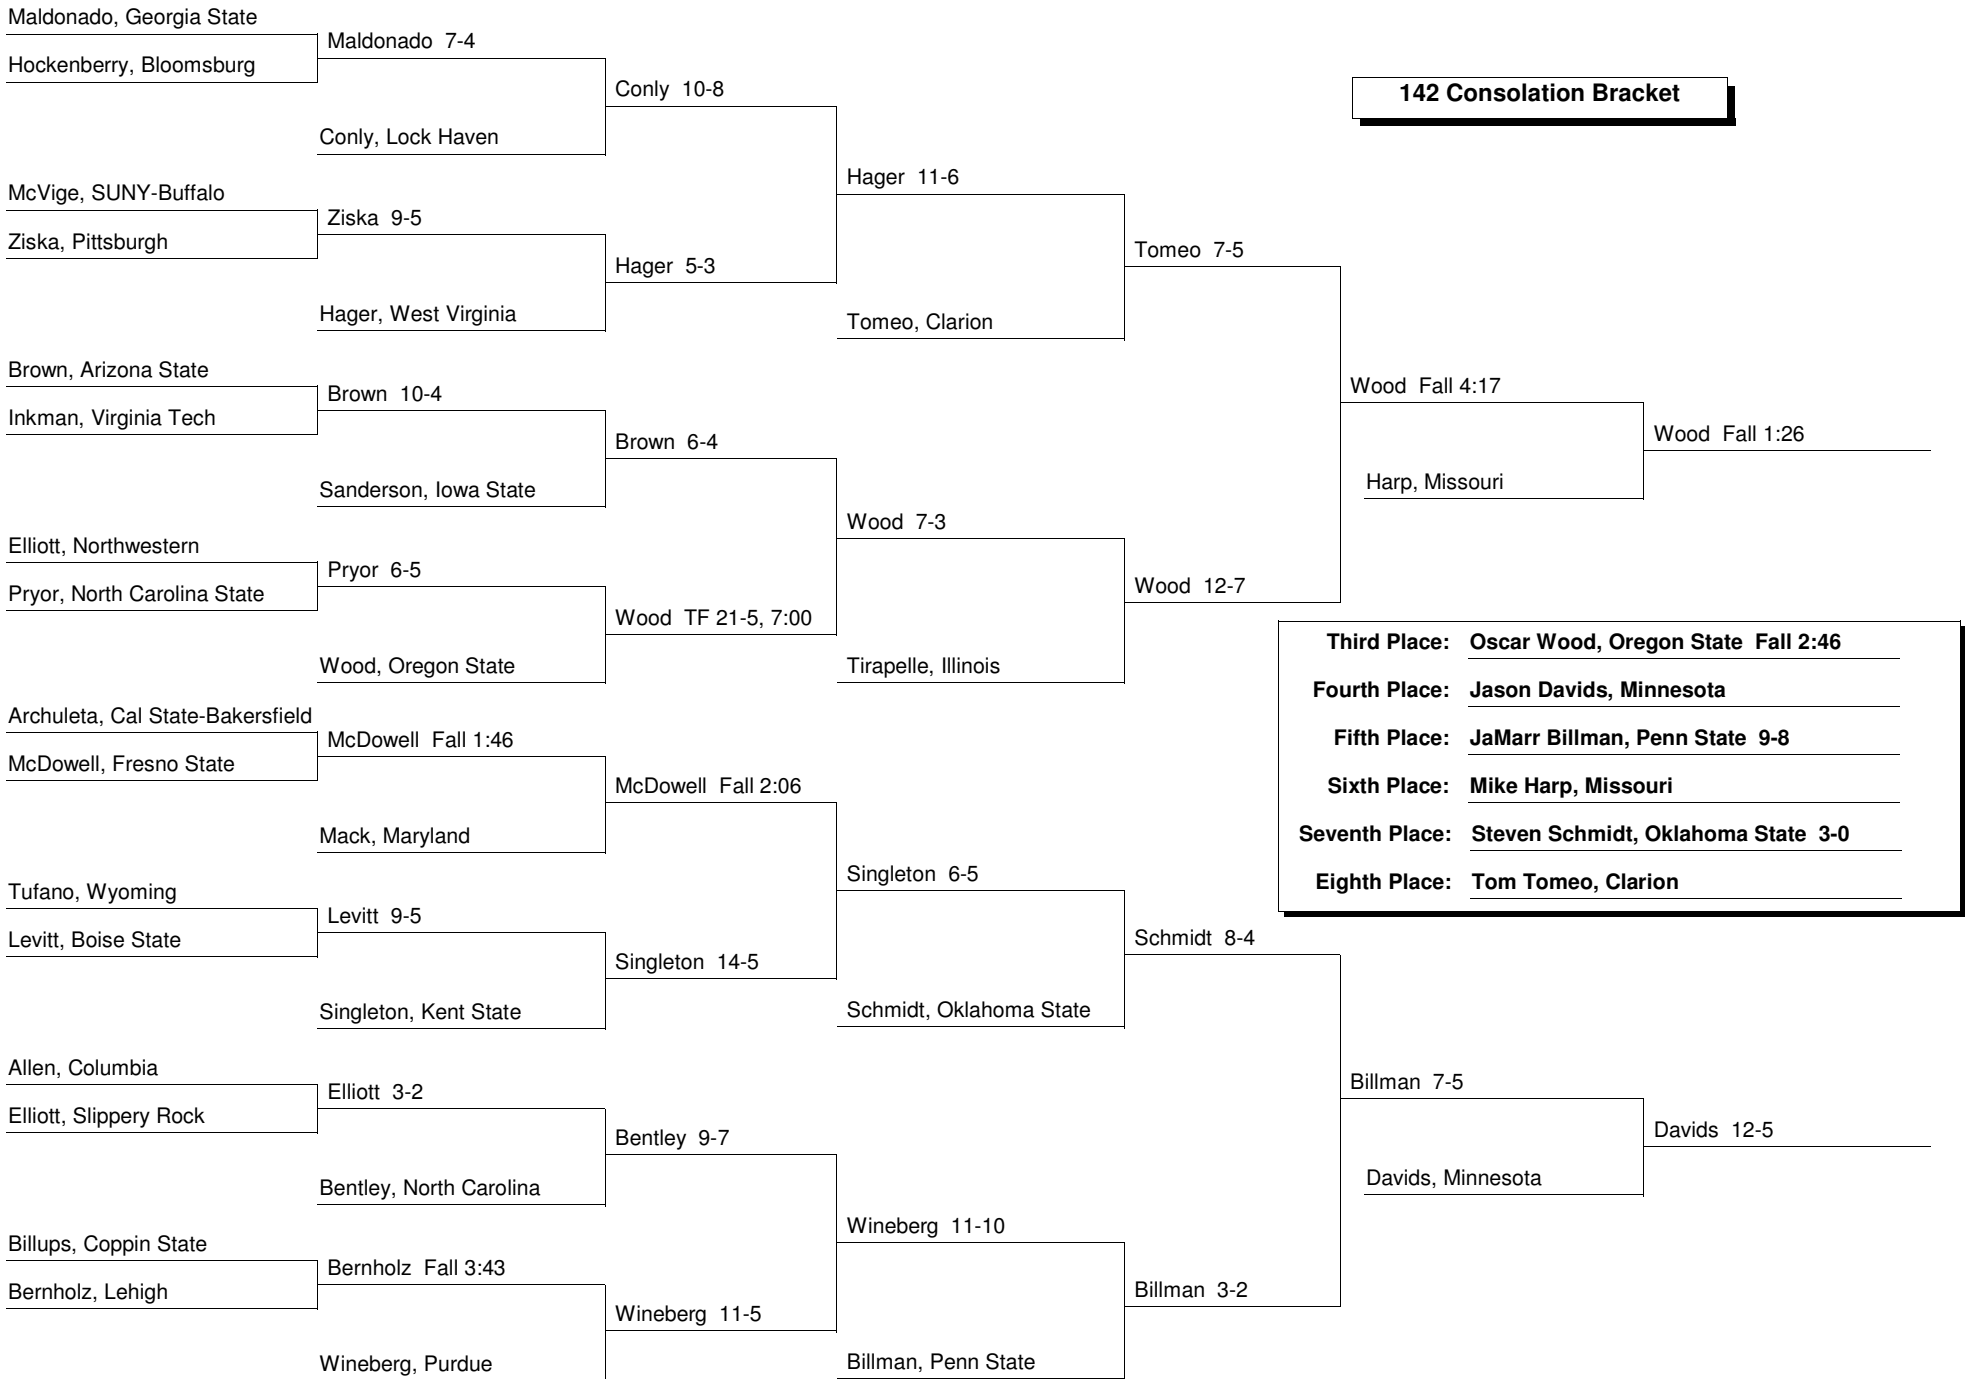 Maldonado, Georgia State
Hockenberry, Bloomsburg
Maldonado 7-4
Conly, Lock Haven
Conly 10-8
McVige, SUNY-Buffalo
Ziska, Pittsburgh
Ziska 9-5
Hager, West Virginia
Hager 5-3
Hager 11-6
Tomeo, Clarion
Tomeo 7-5
Brown, Arizona State
Inkman, Virginia Tech
Brown 10-4
Sanderson, Iowa State
Brown 6-4
Elliott, Northwestern
Pryor, North Carolina State
Pryor 6-5
Wood, Oregon State
Wood TF 21-5, 7:00
Wood 7-3
Tirapelle, Illinois
Wood 12-7
Wood Fall 4:17
Harp, Missouri
Wood Fall 1:26
142 Consolation Bracket
Archuleta, Cal State-Bakersfield
McDowell, Fresno State
McDowell Fall 1:46
Mack, Maryland
McDowell Fall 2:06
Tufano, Wyoming
Levitt, Boise State
Levitt 9-5
Singleton, Kent State
Singleton 14-5
Singleton 6-5
Schmidt, Oklahoma State
Schmidt 8-4
Allen, Columbia
Elliott, Slippery Rock
Elliott 3-2
Bentley, North Carolina
Bentley 9-7
Billups, Coppin State
Bernholz, Lehigh
Bernholz Fall 3:43
Wineberg, Purdue
Wineberg 11-5
Wineberg 11-10
Billman, Penn State
Billman 3-2
Billman 7-5
Davids, Minnesota
Davids 12-5
Third Place: Oscar Wood, Oregon State Fall 2:46
Fourth Place: Jason Davids, Minnesota
Fifth Place: JaMarr Billman, Penn State 9-8
Sixth Place: Mike Harp, Missouri
Seventh Place: Steven Schmidt, Oklahoma State 3-0
Eighth Place: Tom Tomeo, Clarion